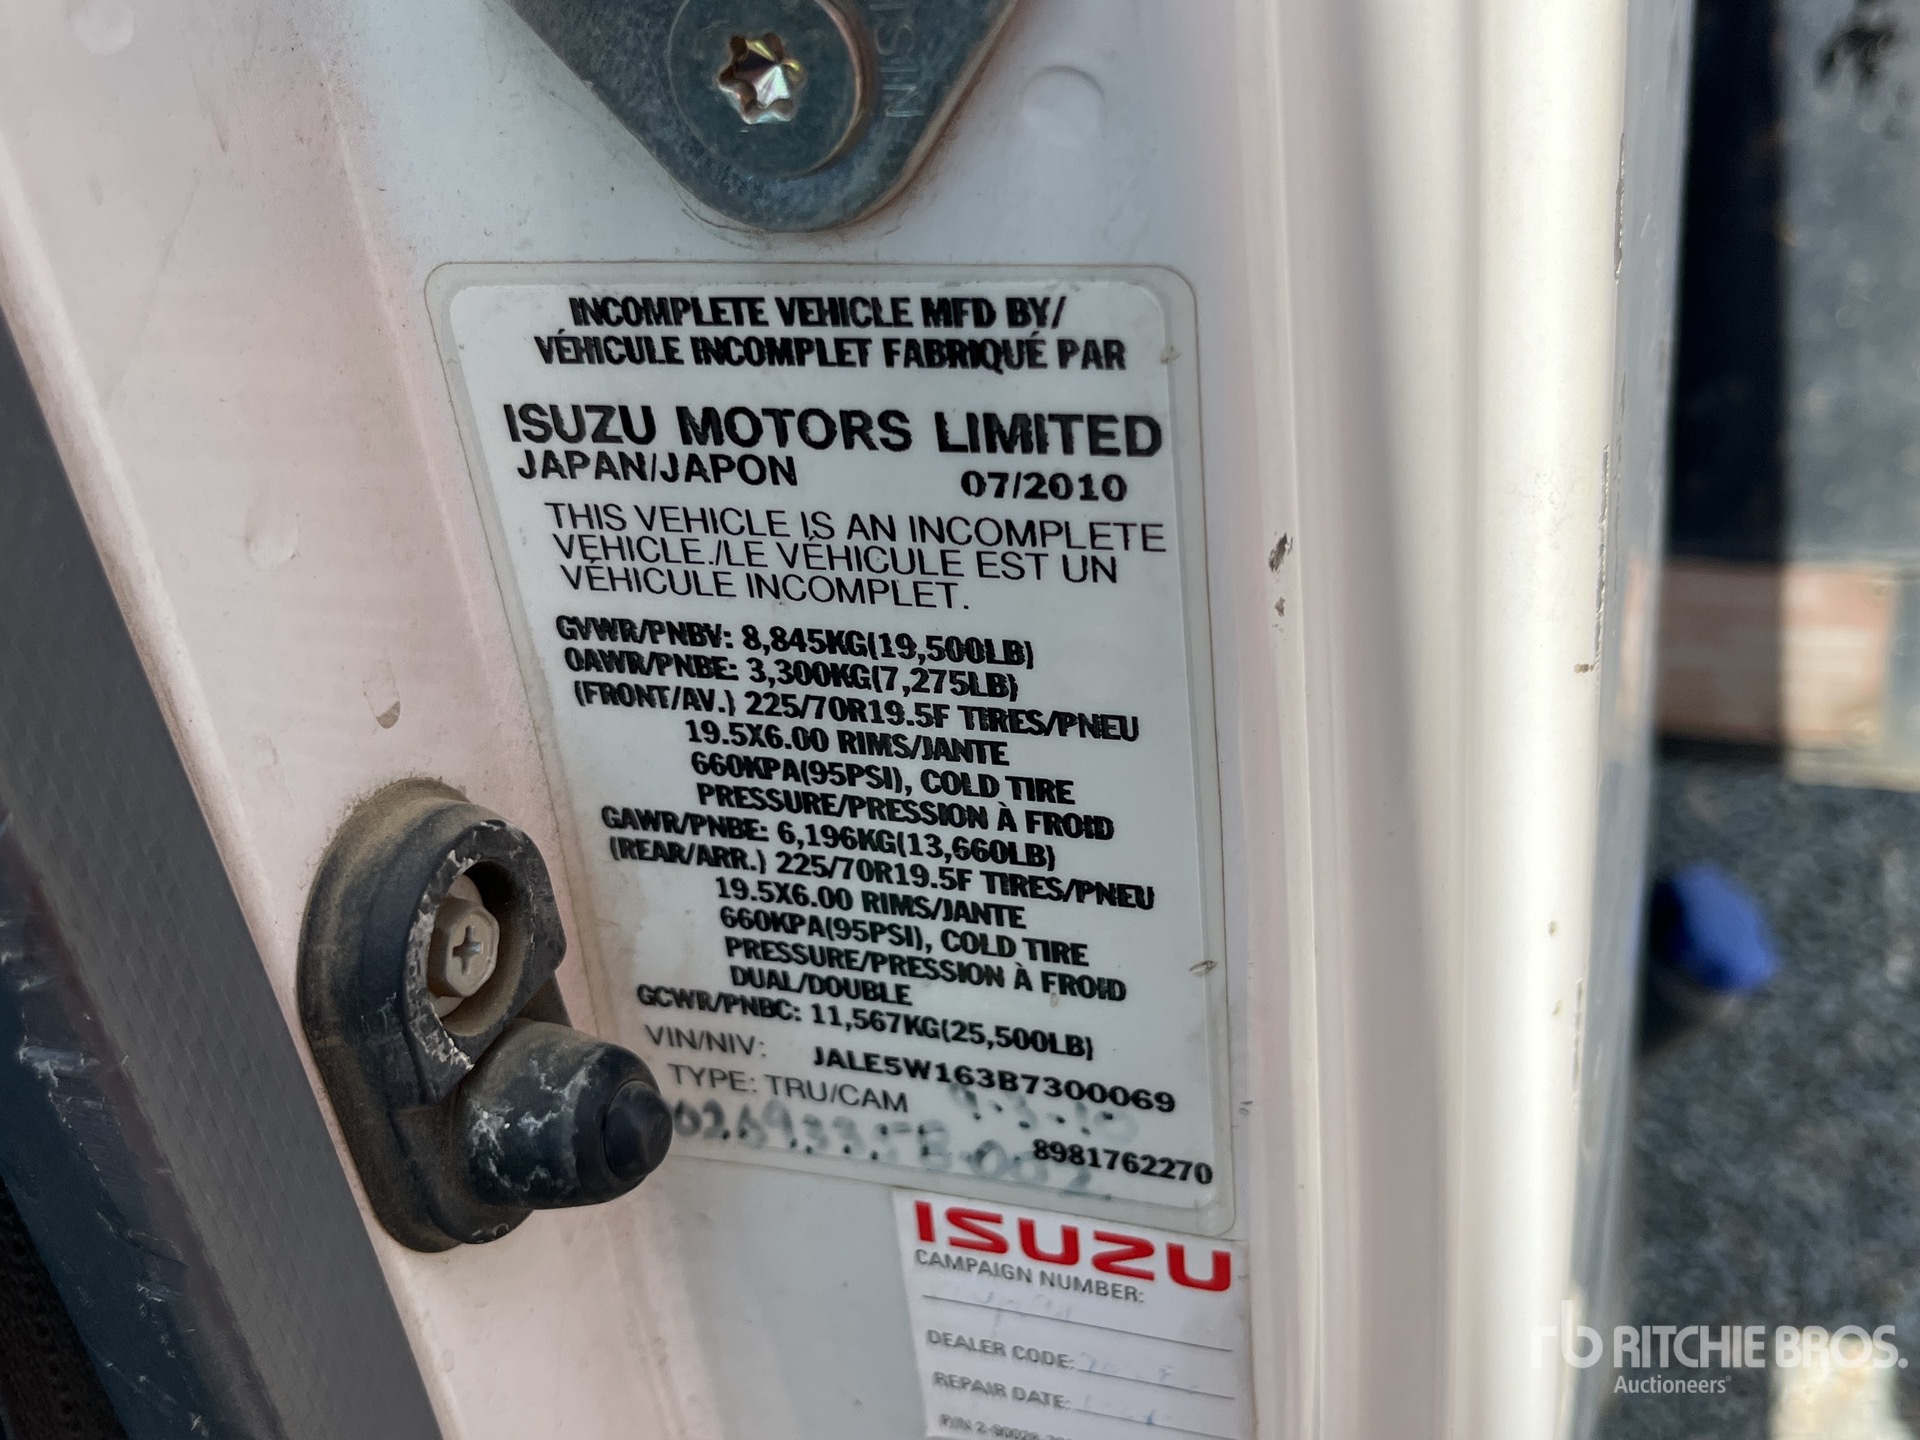 NISI
INCOMPLETE VEHICLE MFD BY/
VÉHICULE INCOMPLET FABRIQUÉ PAR
ISUZU MOTORS LIMITED
JAPAN/JAPON 07/2010
THIS VEHICLE IS AN INCOMPLETE
VEHICLE./LE VÉHICULE EST UN
VÉHICULE INCOMPLET.
GVWR/PNBV: 8,845KG(19,500LB)
GAWR/PNBE: 3,300KG(7,275LB)
(FRONT/AV.) 225/70R19.5F TIRES/PNEU
19.5X6.00 RIMS/JANTE
660KPA(95PSI), COLD TIRE
PRESSURE/PRESSION À FROID
GAWR/PNBE: 6,196KG(13,660LB)
(REAR/ARR.) 225/70R19.5F TIRES/PNEU
19.5X6.00 RIMS/JANTE
660KPA(95PSI), COLD TIRE
PRESSURE/PRESSION À FROID
DUAL/DOUBLE
GCWR/PNBC: 11,567KG(25,500LB)
VIN/NIV: JALE5W163B7300069
TYPE: TRU/CAM
8981762270
ISUZU
CAMPAIGN NUMBER:
DEALER CODE:
REPAIR DATE:
rb RITCHIE BROS.
Auctioneers